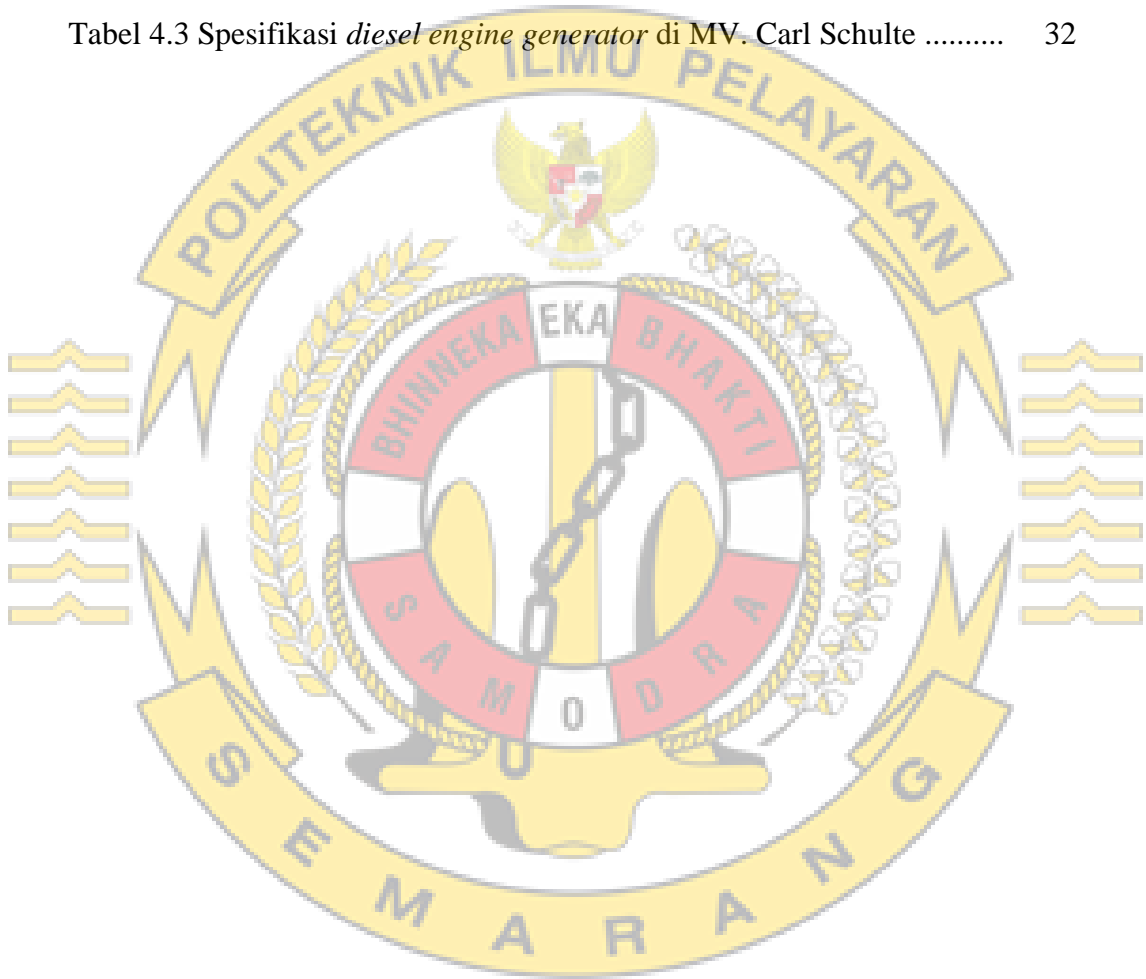 Tabel 4.3 Spesifikasi diesel engine generator di MV. Carl Schulte .......... 32
POLITEKNIK ILMU PELAYARAN
BHINNEKA EKA BHAKTI
SAMODRA
SEMARANG